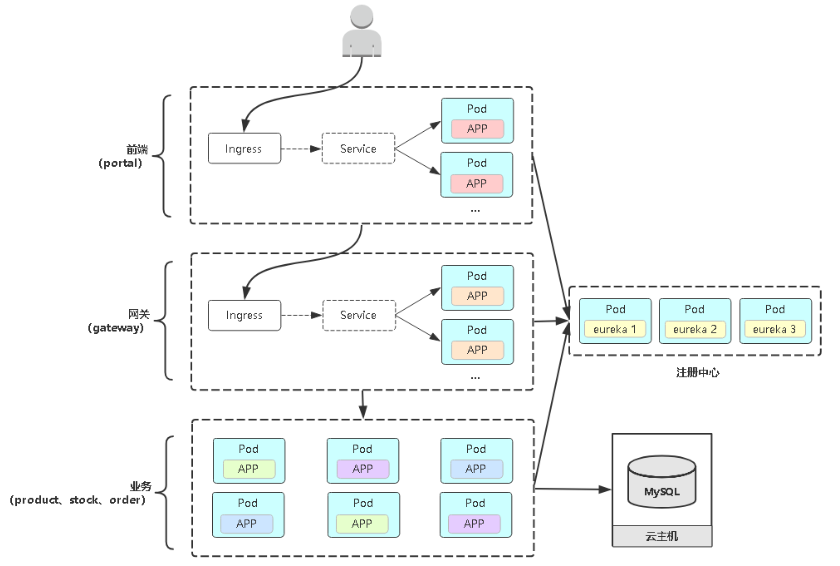 前端
(portal)
Ingress
Service
Pod
APP
Pod
APP
...
网关
(gateway)
Ingress
Service
Pod
APP
Pod
APP
...
Pod
eureka 1
Pod
eureka 2
Pod
eureka 3
注册中心
业务
(product、stock、order)
Pod
APP
Pod
APP
Pod
APP
Pod
APP
Pod
APP
Pod
APP
MySQL
云主机